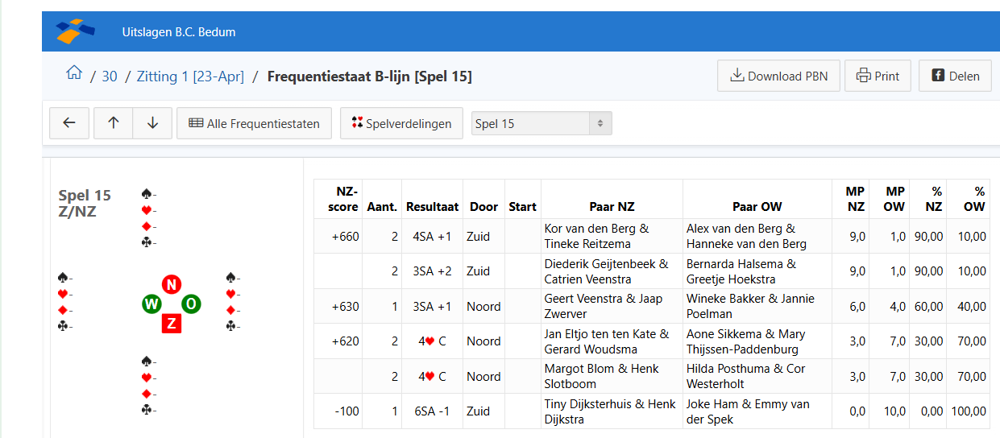 Uitslagen B.C. Bedum
/ 30 / Zitting 1 [23-Apr] / Frequentiestaat B-lijn [Spel 15]
Download PBN
Print
Delen
Alle Frequentiestaten
Spelverdelingen
Spel 15
Spel 15
Z/NZ
♠-
♥-
♦-
♣-
♠-
♥-
♦-
♣-
N
W O
Z
♠-
♥-
♦-
♣-
♠-
♥-
♦-
♣-
NZ-score Aant. Resultaat Door Start Paar NZ Paar OW MP NZ MP OW % NZ % OW
+660 2 4SA +1 Zuid Kor van den Berg & Tineke Reitzema Alex van den Berg & Hanneke van den Berg 9,0 1,0 90,00 10,00
2 3SA +2 Zuid Diederik Geijtenbeek & Catrien Veenstra Bernarda Halsema & Greetje Hoekstra 9,0 1,0 90,00 10,00
+630 1 3SA +1 Noord Geert Veenstra & Jaap Zwerver Wineke Bakker & Jannie Poelman 6,0 4,0 60,00 40,00
+620 2 4♥ C Noord Jan Eltjo ten ten Kate & Gerard Woudsma Aone Sikkema & Mary Thijssen-Paddenburg 3,0 7,0 30,00 70,00
2 4♥ C Noord Margot Blom & Henk Slotboom Hilda Posthuma & Cor Westerholt 3,0 7,0 30,00 70,00
-100 1 6SA -1 Zuid Tiny Dijksterhuis & Henk Dijkstra Joke Ham & Emmy van der Spek 0,0 10,0 0,00 100,00